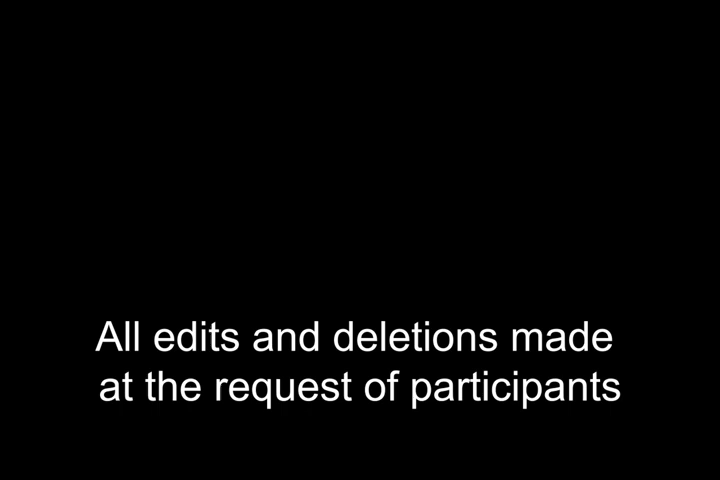 All edits and deletions made
at the request of participants